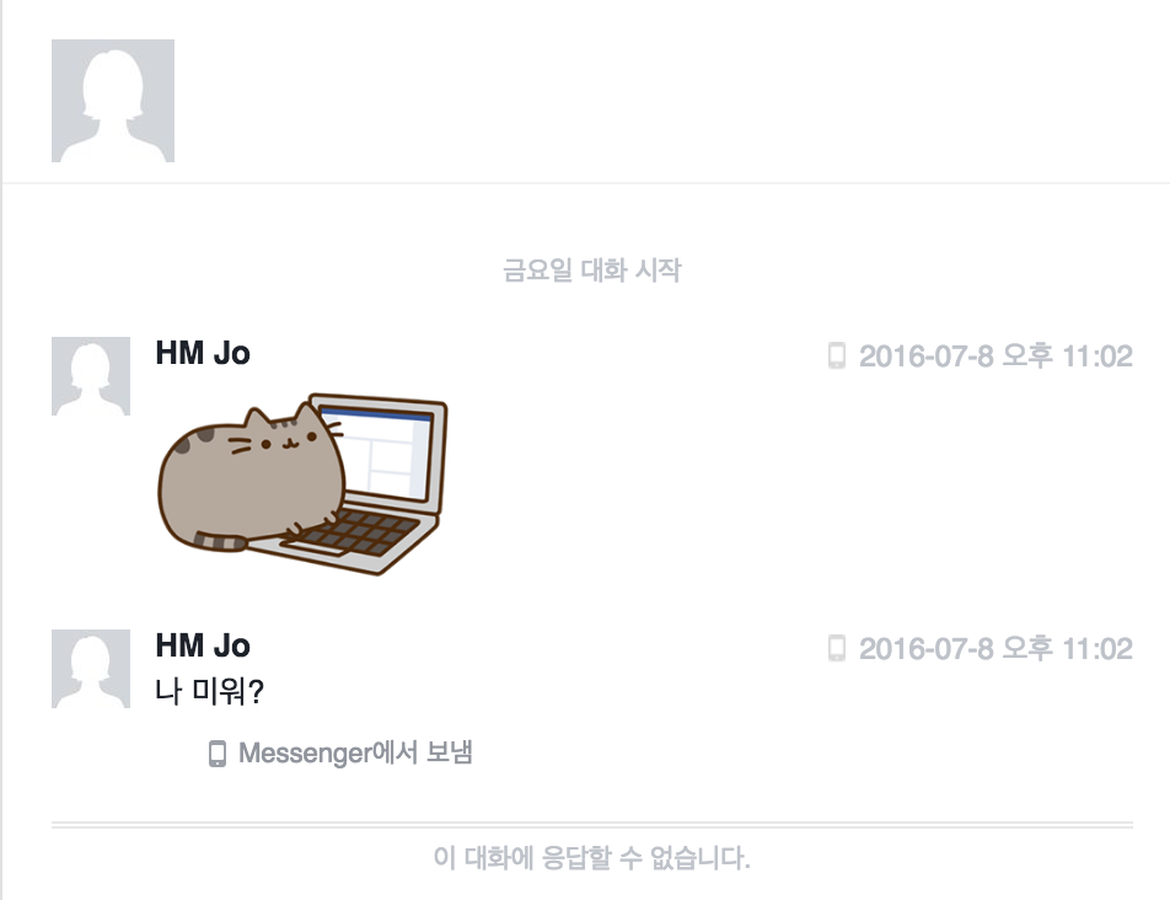 금요일 대화 시작
HM Jo
2016-07-8 오후 11:02
HM Jo
2016-07-8 오후 11:02
나 미워?
Messenger에서 보냄
이 대화에 응답할 수 없습니다.